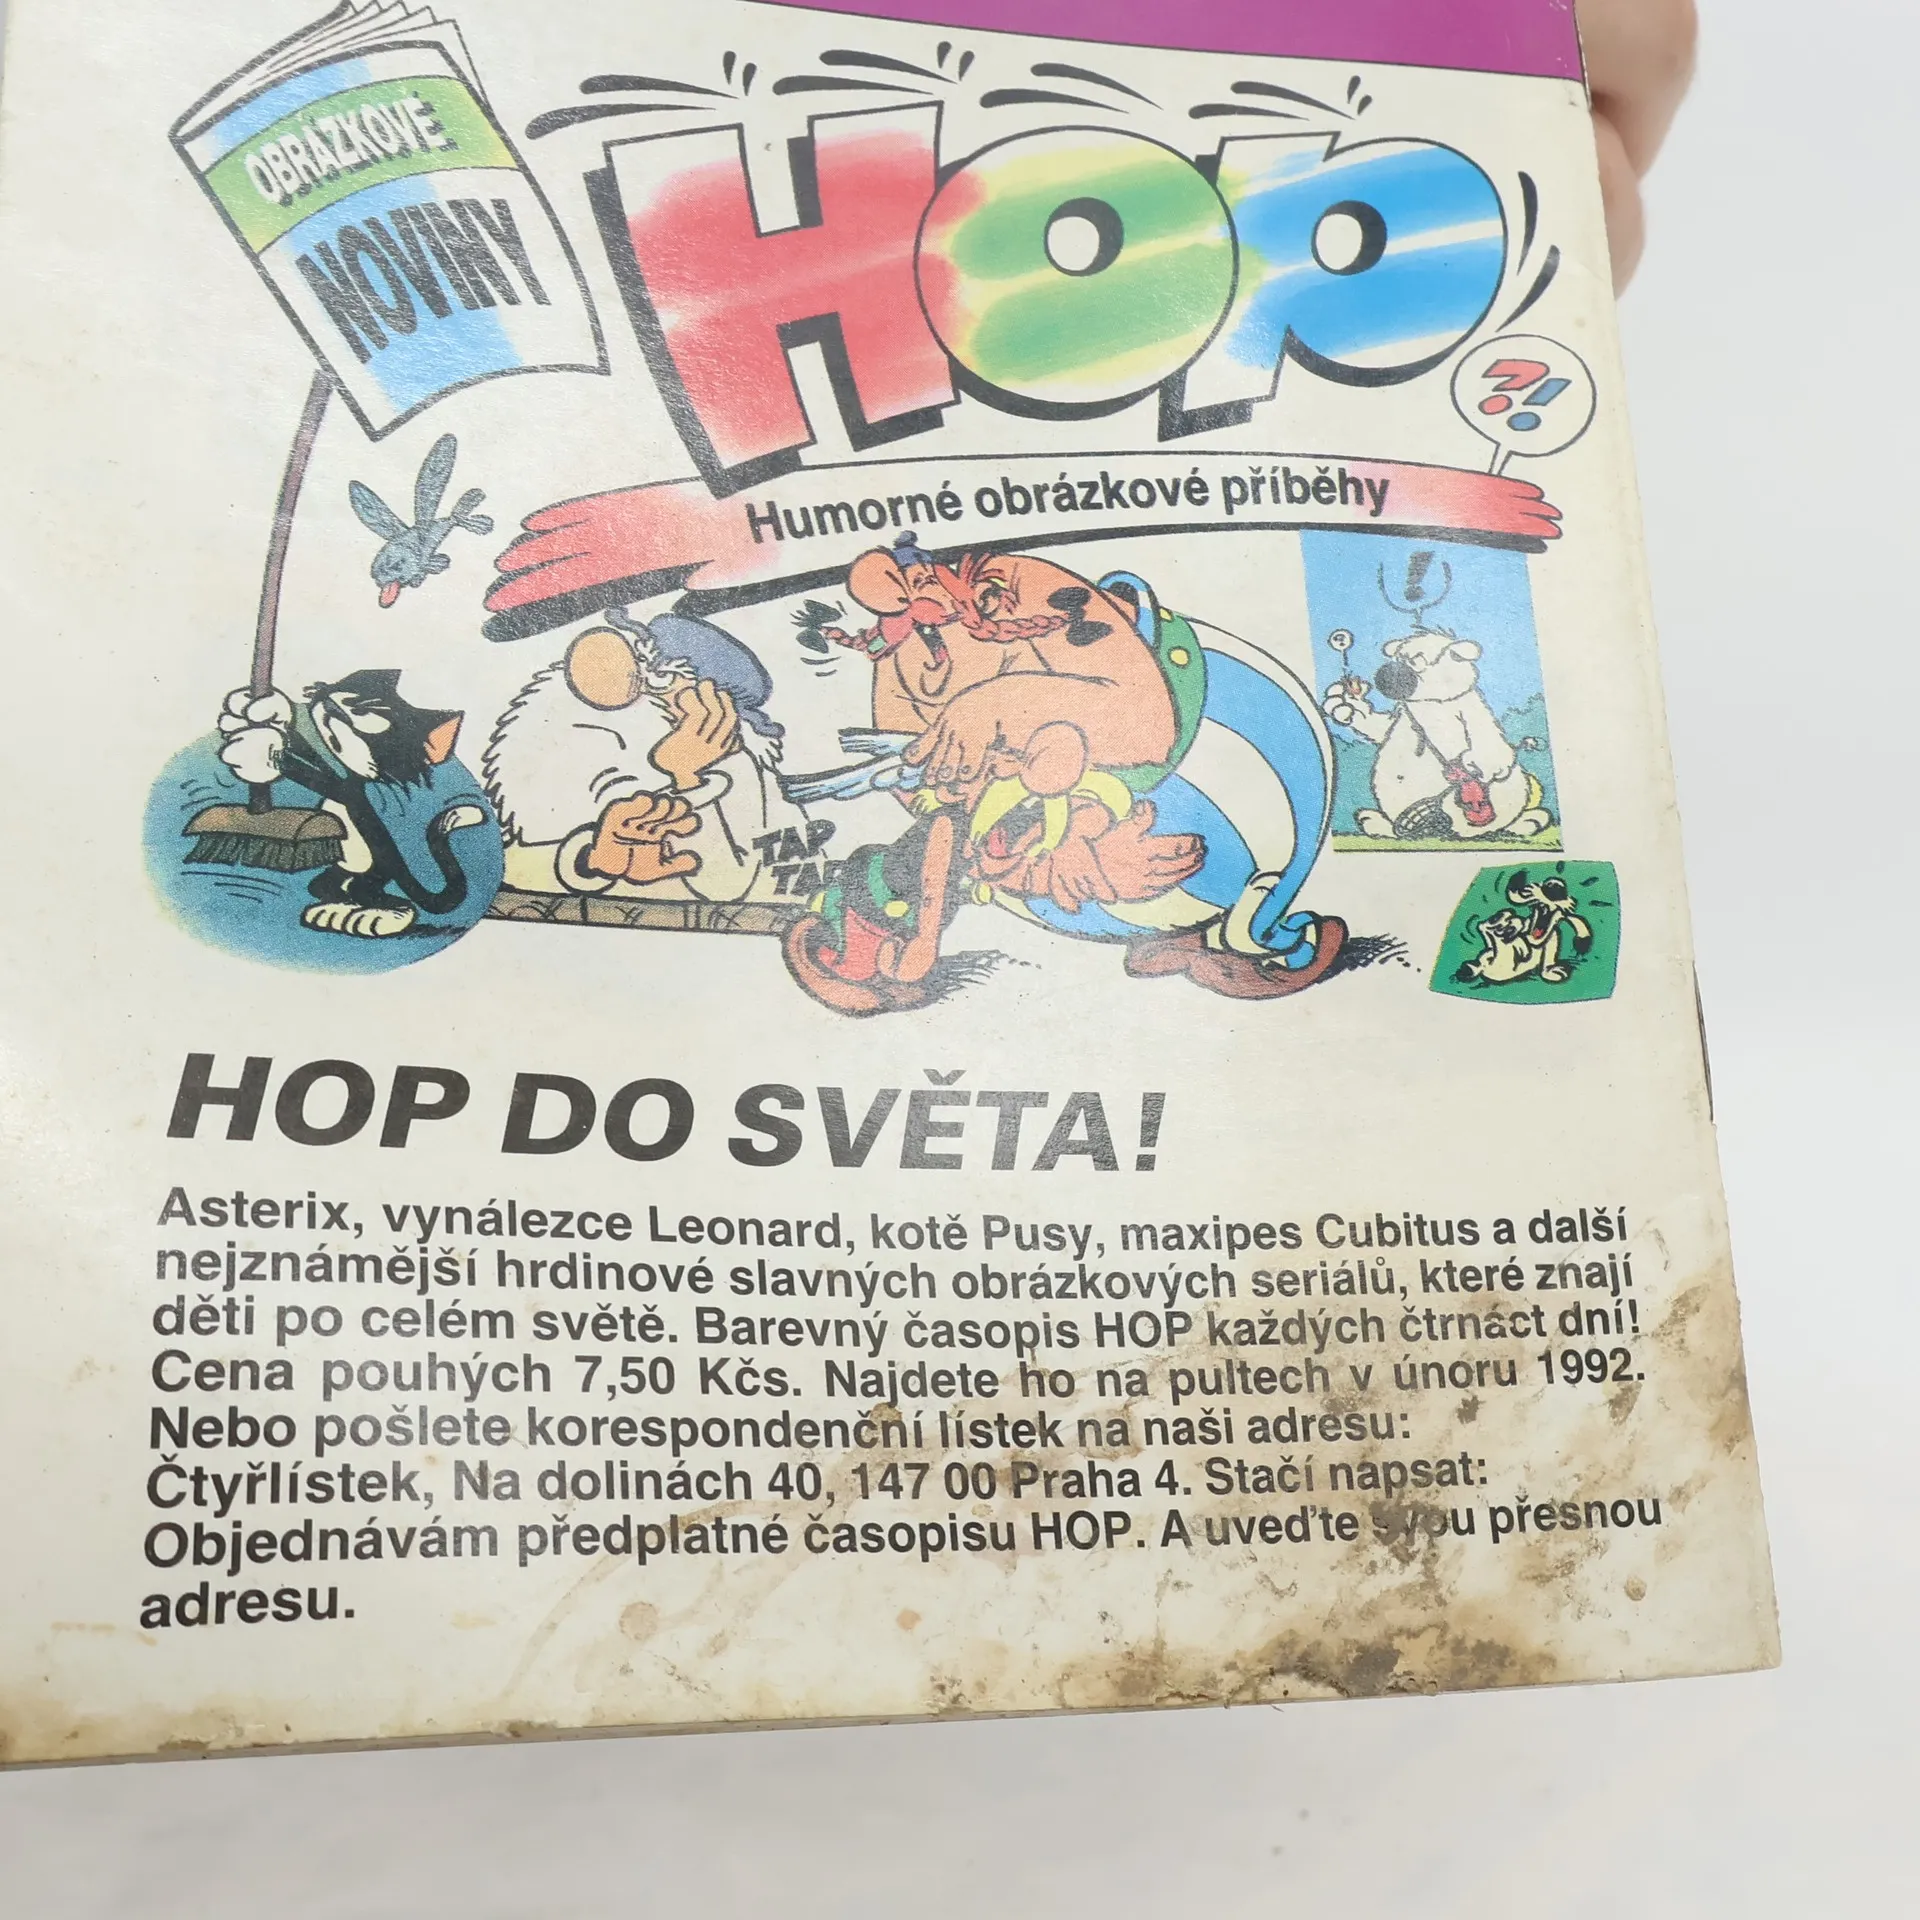 OBRÁZKOVÉ
NOVINY
HOP
?!
Humorné obrázkové příběhy
!
?
TAP
TAP
HOP DO SVĚTA!
Asterix, vynálezce Leonard, kotě Pusy, maxipes Cubitus a další
nejznámější hrdinové slavných obrázkových seriálů, které znají
děti po celém světě. Barevný časopis HOP každých čtrnáct dní!
Cena pouhých 7,50 Kčs. Najdete ho na pultech v únoru 1992.
Nebo pošlete korespondenční lístek na naši adresu:
Čtyřlístek, Na dolinách 40, 147 00 Praha 4. Stačí napsat:
Objednávám předplatné časopisu HOP. A uveďte svou přesnou
adresu.